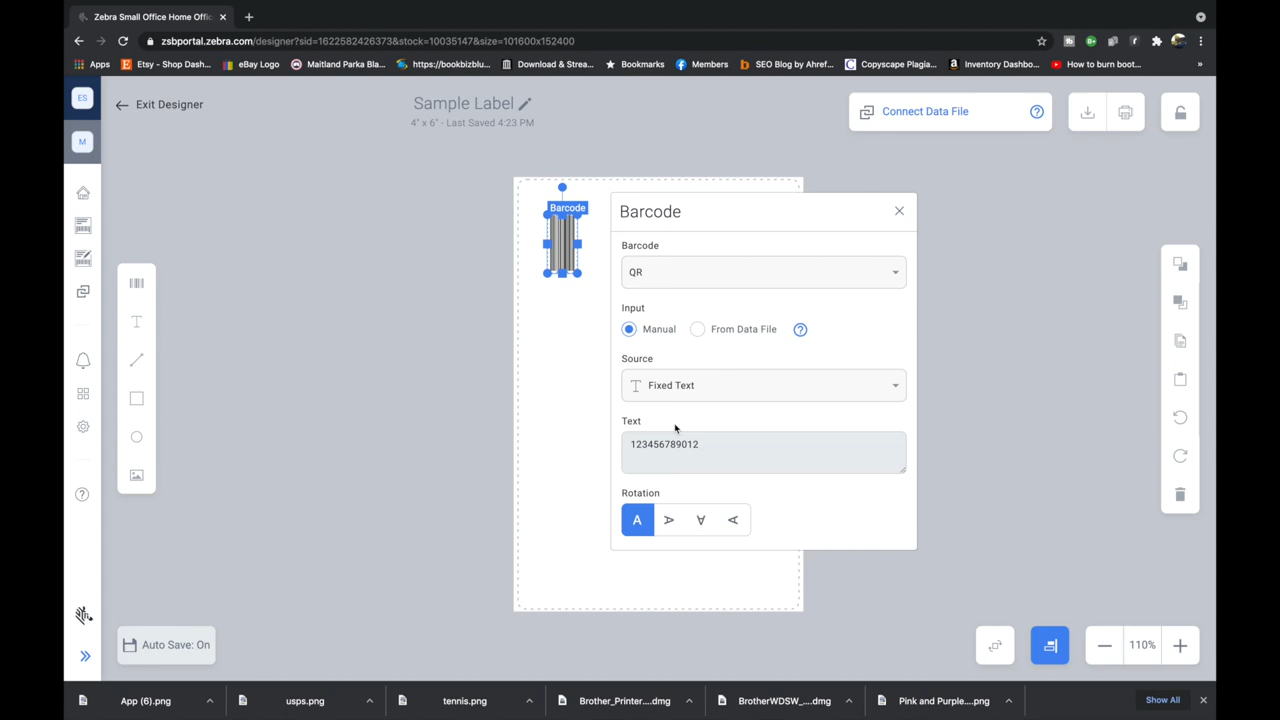 Zebra Small Office Home Offic
zsbportal.zebra.com/designer?sid=1622582426373&stock=10035147&size=101600x152400
Apps
Etsy - Shop Dash...
eBay Logo
Maitland Parka Bla...
https://bookbizblu...
Download & Strea...
Bookmarks
Members
SEO Blog by Ahref...
Copyscape Plagia...
Inventory Dashbo...
How to burn boot...
»
ES
M
Exit Designer
Sample Label
4" x 6" - Last Saved 4:23 PM
Connect Data File
?
Barcode
Barcode
Barcode
QR
Input
Manual
From Data File
?
Source
T
Fixed Text
Text
123456789012
Rotation
A
A
A
A
T
?
Auto Save: On
110%
App (6).png
usps.png
tennis.png
Brother_Printer....dmg
BrotherWDSW_....dmg
Pink and Purple....png
Show All